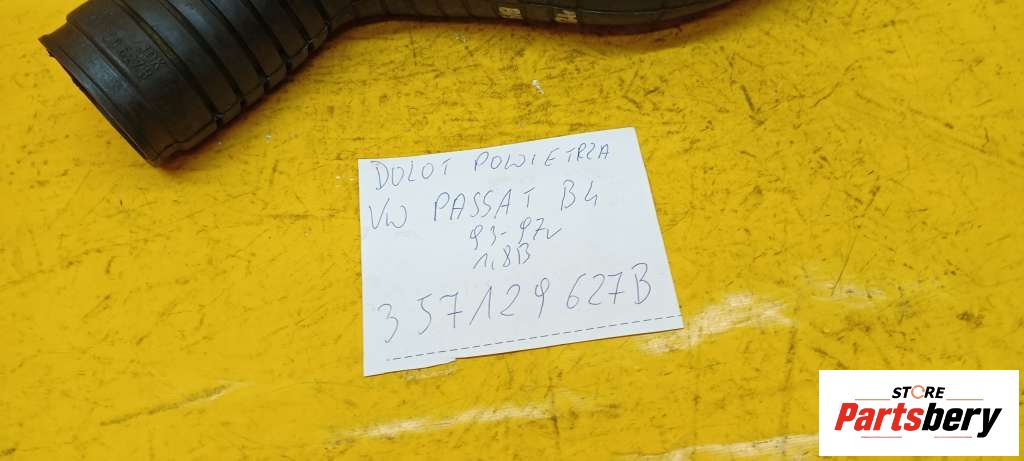 DOLOT POWIETRZA
VW PASSAT B4
93-97r
1,8B
357129627B
STORE
Partsbery